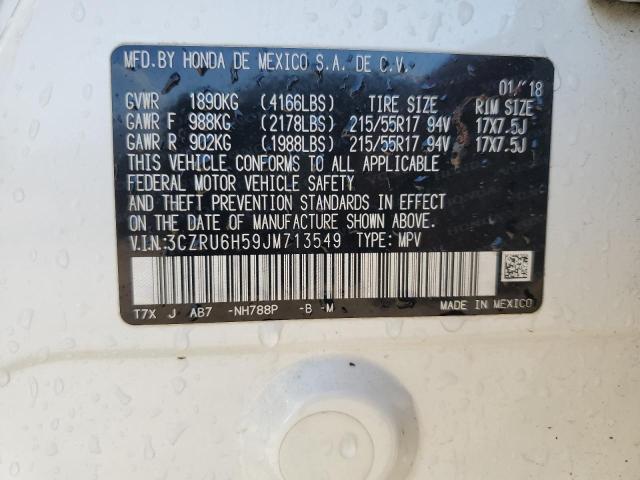 MFD.BY HONDA DE MEXICO S.A. DE C.V.
01/'18
GVWR 1890KG (4166LBS) TIRE SIZE RIM SIZE
GAWR F 988KG (2178LBS) 215/55R17 94V 17X7.5J
GAWR R 902KG (1988LBS) 215/55R17 94V 17X7.5J
THIS VEHICLE CONFORMS TO ALL APPLICABLE
FEDERAL MOTOR VEHICLE SAFETY
AND THEFT PREVENTION STANDARDS IN EFFECT
ON THE DATE OF MANUFACTURE SHOWN ABOVE.
V.I.N:3CZRU6H59JM713549 TYPE: MPV
T7X J AB7 -NH788P -B -M MADE IN MEXICO